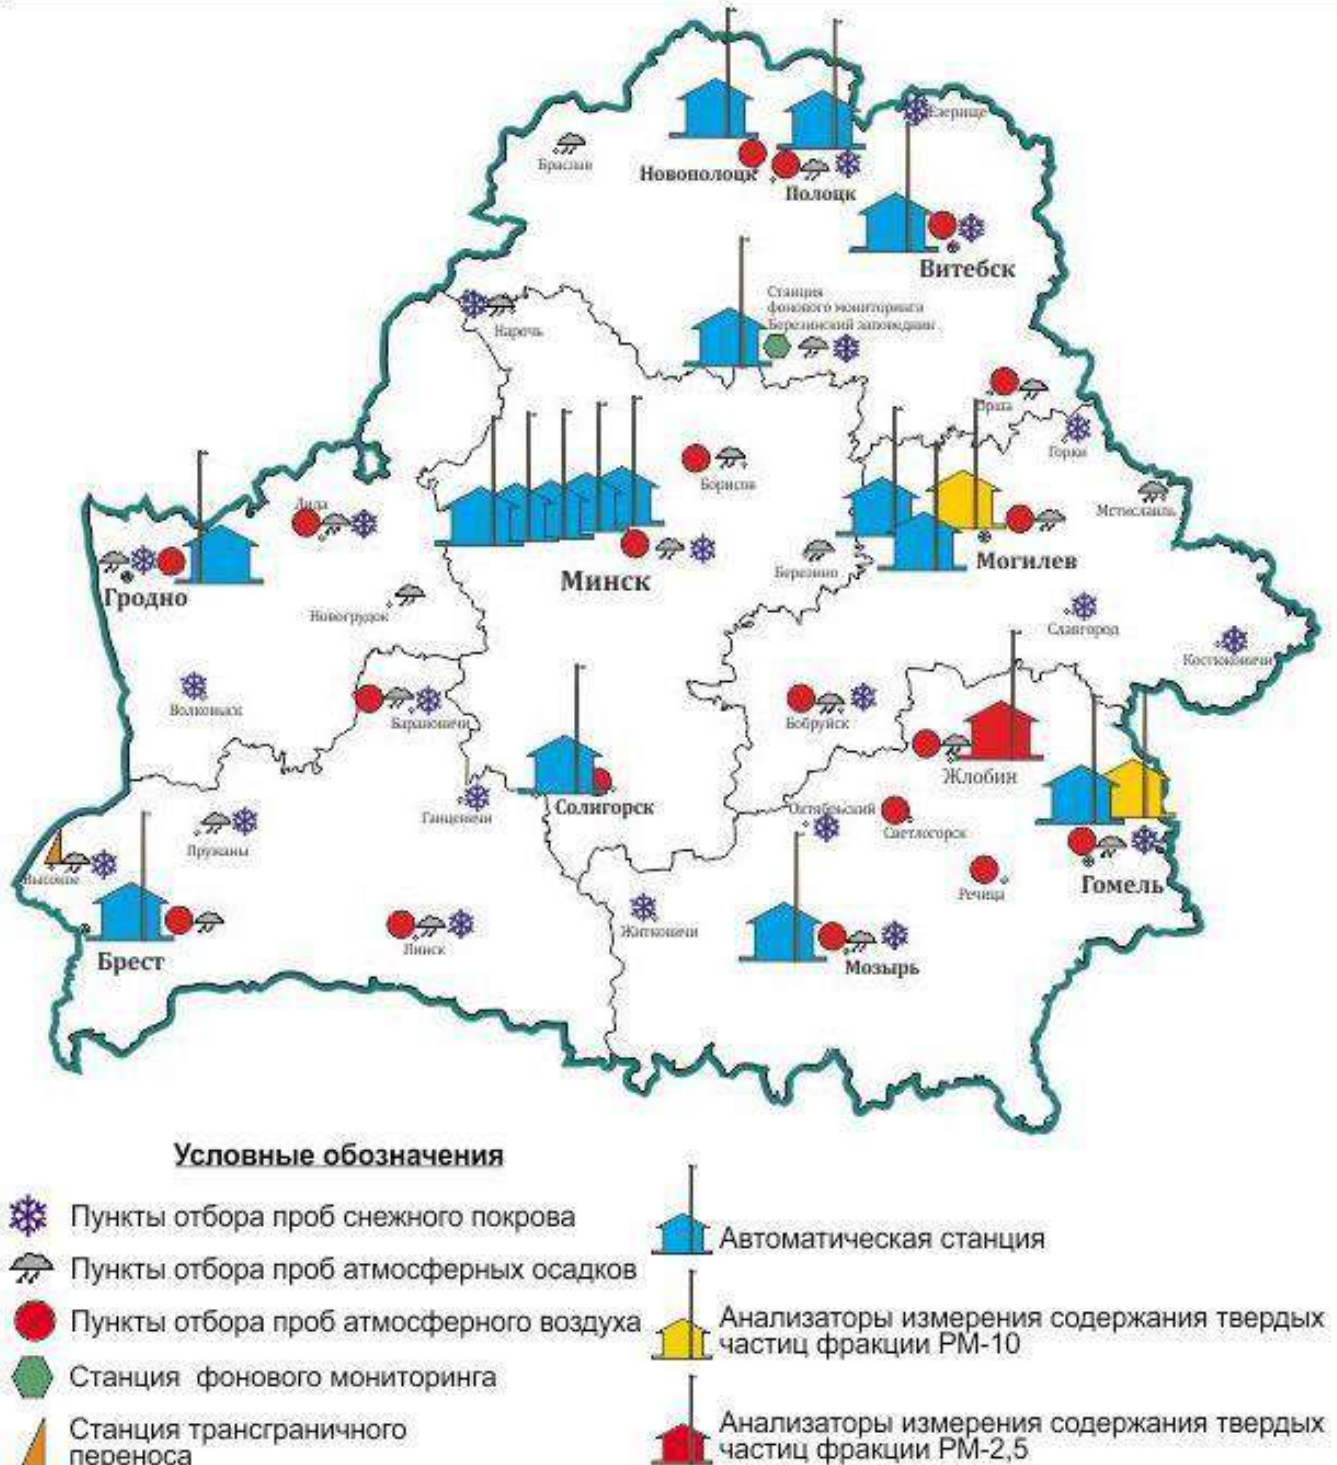 Езерище
Браслав
Новополоцк
Полоцк
Витебск
Станция
фонового мониторинга
Березинский заповедник
Нарочь
Орша
Горки
Борисов
Мстиславль
Лида
Могилев
Березино
Минск
Гродно
Новогрудок
Славгород
Костюковичи
Волковыск
Барановичи
Бобруйск
Жлобин
Солигорск
Ганцевичи
Октябрьский
Светлогорск
Пружаны
Высокое
Речица
Гомель
Житковичи
Пинск
Брест
Мозырь
Условные обозначения
Пункты отбора проб снежного покрова
Пункты отбора проб атмосферных осадков
Пункты отбора проб атмосферного воздуха
Станция фонового мониторинга
Станция трансграничного
переноса
Автоматическая станция
Анализаторы измерения содержания твердых
частиц фракции РМ-10
Анализаторы измерения содержания твердых
частиц фракции РМ-2,5